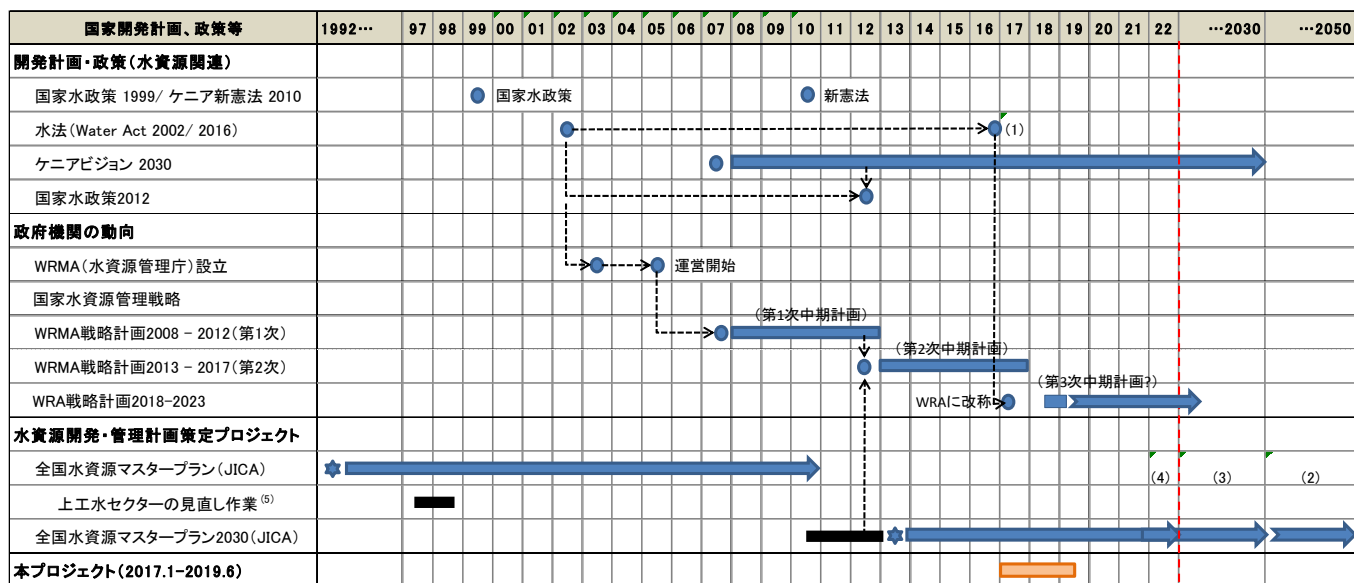 国家開発計画、政策等 1992… 97 98 99 00 01 02 03 04 05 06 07 08 09 10 11 12 13 14 15 16 17 18 19 20 21 22 …2030 …2050
開発計画・政策(水資源関連)
国家水政策 1999/ ケニア新憲法 2010 国家水政策 新憲法
水法(Water Act 2002/ 2016) (1)
ケニアビジョン 2030
国家水政策2012
政府機関の動向
WRMA(水資源管理庁)設立 運営開始
国家水資源管理戦略
WRMA戦略計画2008 − 2012(第1次) (第1次中期計画)
WRMA戦略計画2013 − 2017(第2次) (第2次中期計画)
WRA戦略計画2018-2023 WRAに改称 (第3次中期計画?)
水資源開発・管理計画策定プロジェクト
全国水資源マスタープラン(JICA) (4) (3) (2)
上工水セクターの見直し作業 (5)
全国水資源マスタープラン2030(JICA)
本プロジェクト(2017.1-2019.6)